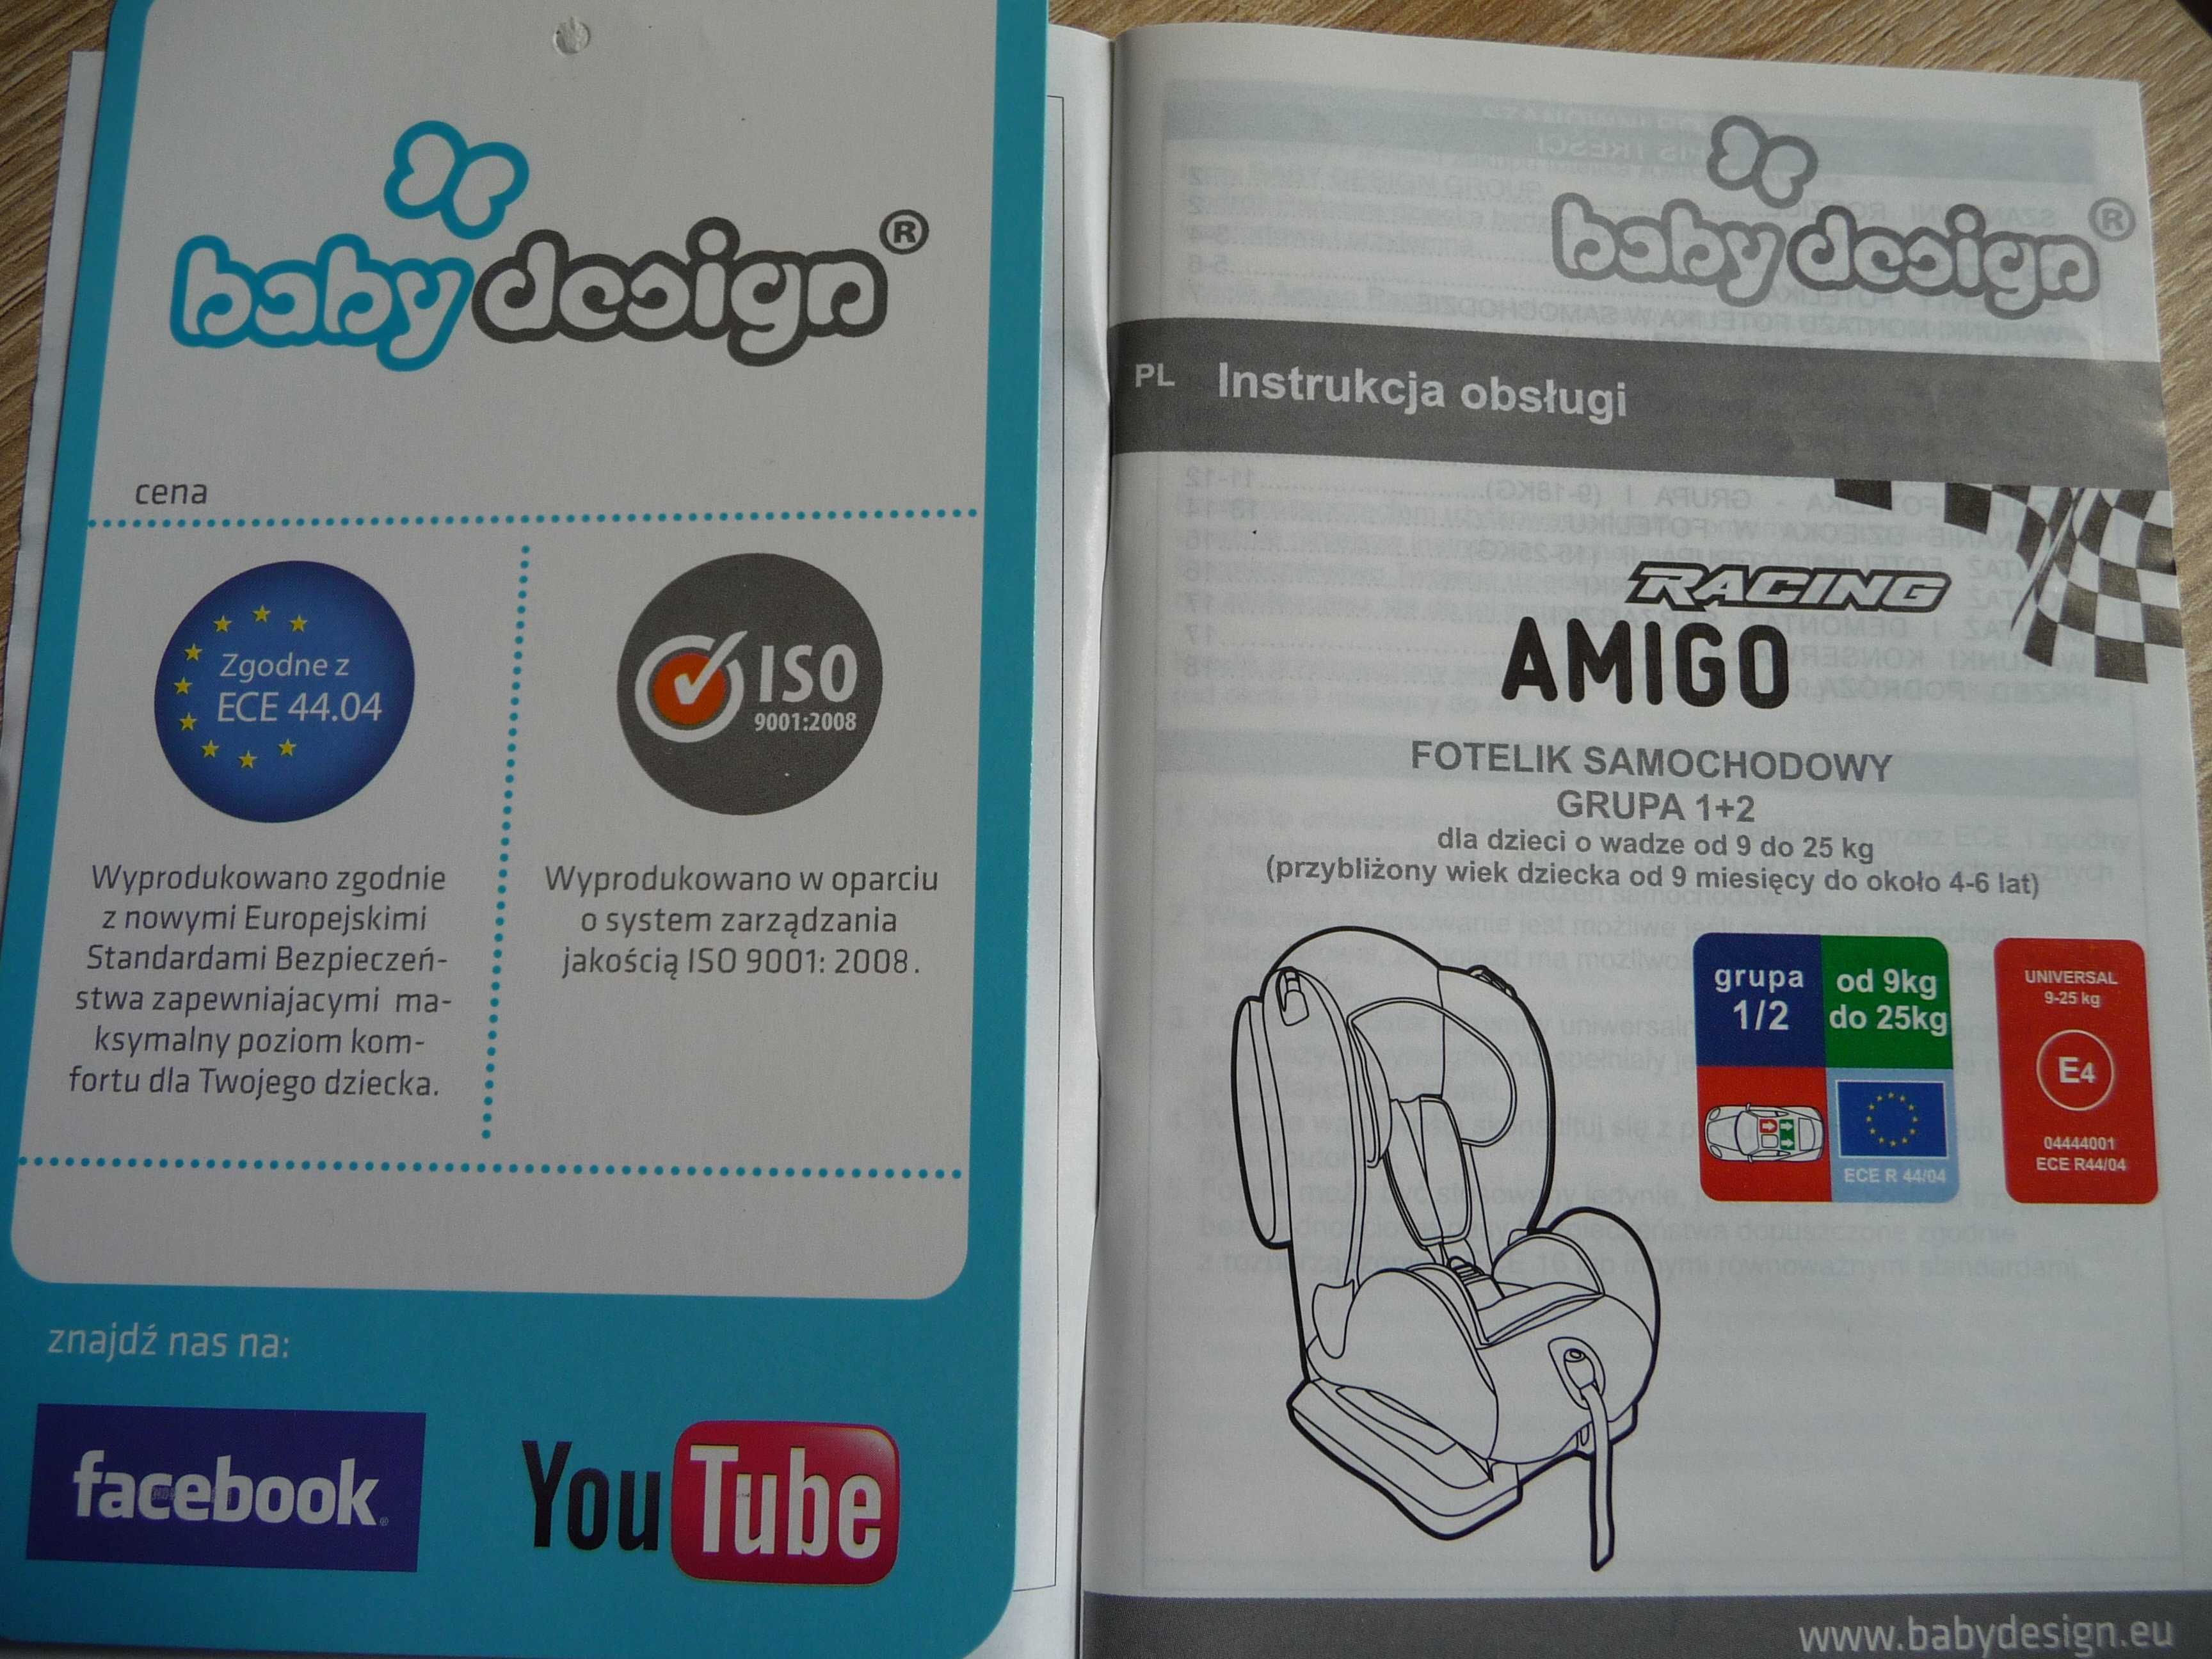 babydesign®
cena
Zgodne z
ECE 44.04
ISO
9001:2008
Wyprodukowano zgodnie
z nowymi Europejskimi
Standardami Bezpieczeń-
stwa zapewniajacymi ma-
ksymalny poziom kom-
fortu dla Twojego dziecka.
Wyprodukowano w oparciu
o system zarządzania
jakością ISO 9001: 2008.
znajdź nas na:
facebook®
YouTube
babydesign®
PL Instrukcja obsługi
RACING
AMIGO
FOTELIK SAMOCHODOWY
GRUPA 1+2
dla dzieci o wadze od 9 do 25 kg
(przybliżony wiek dziecka od 9 miesięcy do około 4-6 lat)
grupa
1/2
od 9kg
do 25kg
ECE R 44/04
UNIVERSAL
9-25 kg
E4
04444001
ECE R44/04
www.babydesign.eu